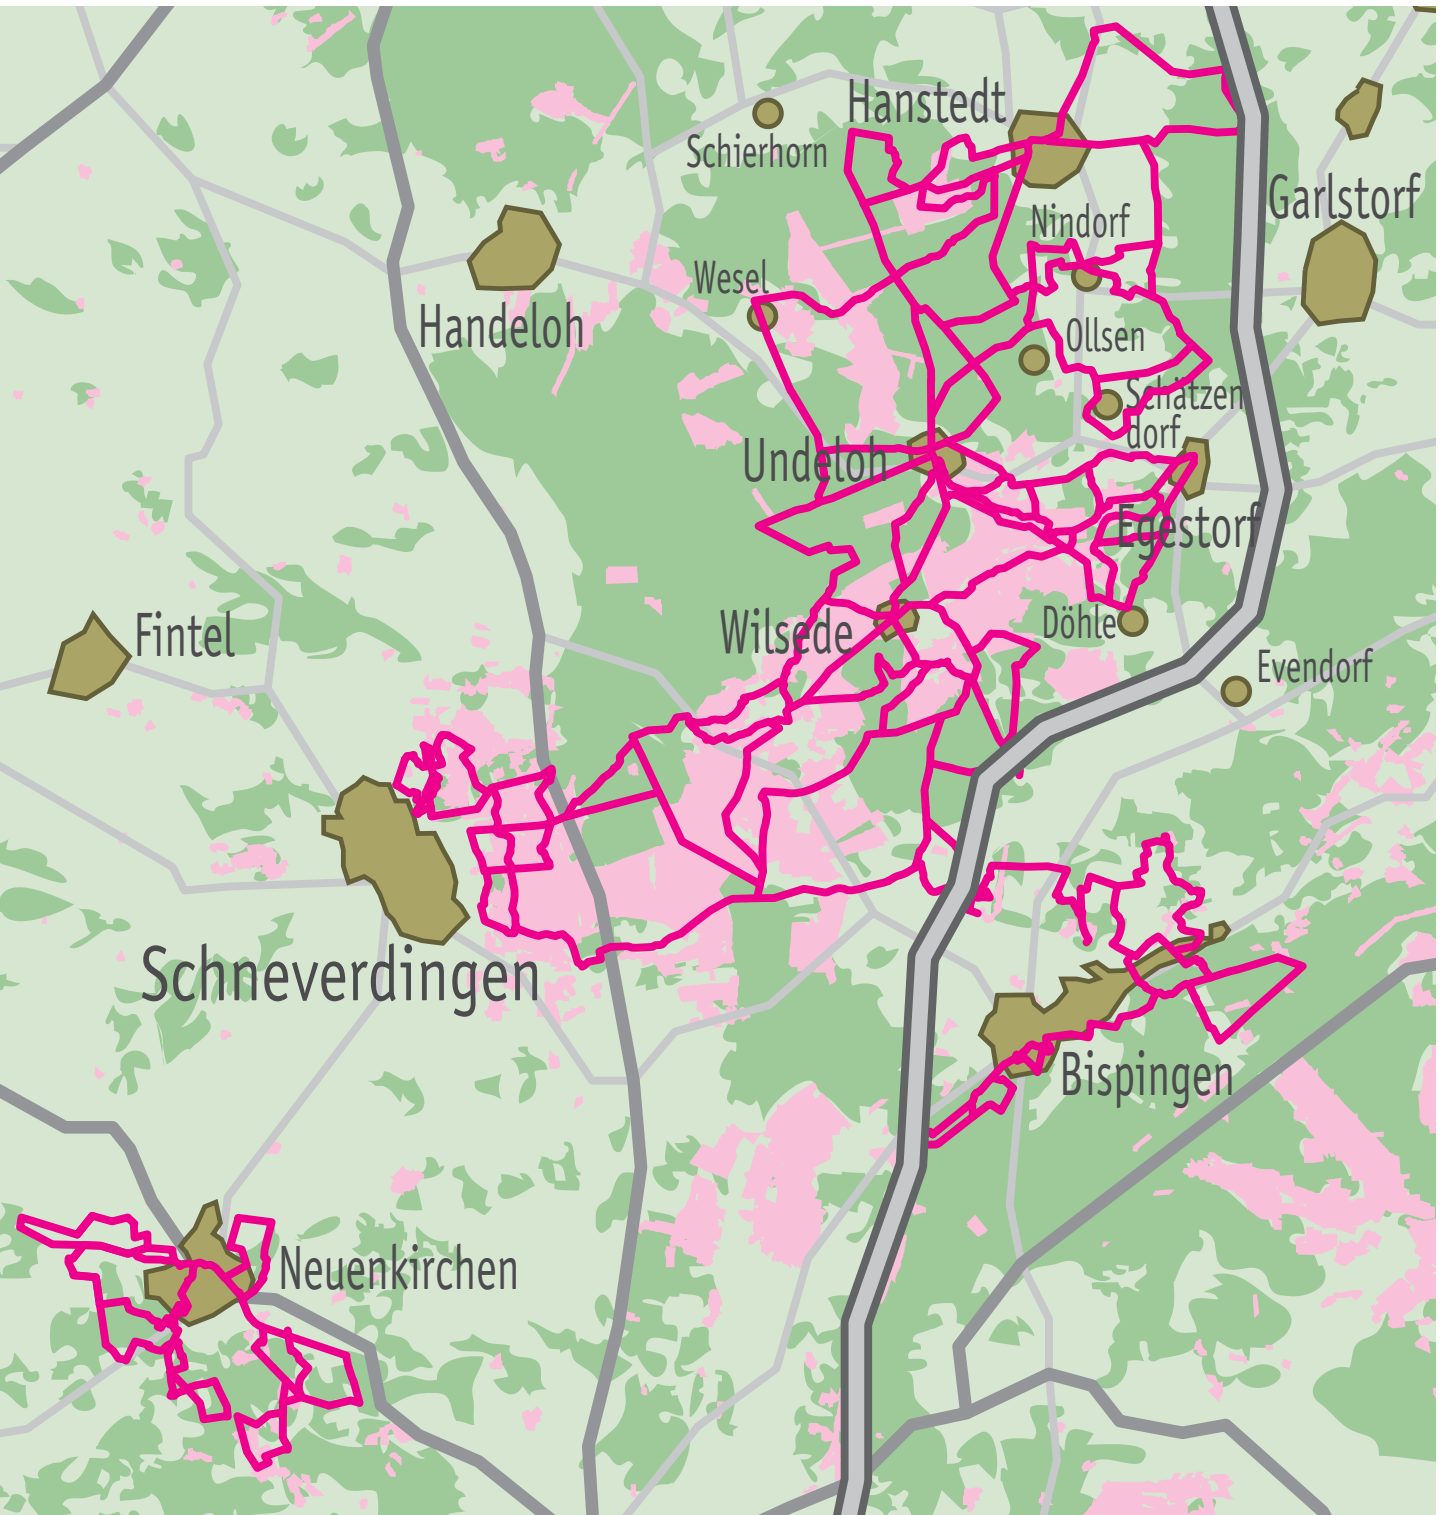 Hanstedt
Schierhorn
Garlstorf
Nindorf
Wesel
Handeloh
Ollsen
Schätzen
dorf
Undeloh
Egestorf
Fintel
Wilsede
Döhle
Evendorf
Schneverdingen
Bispingen
Neuenkirchen